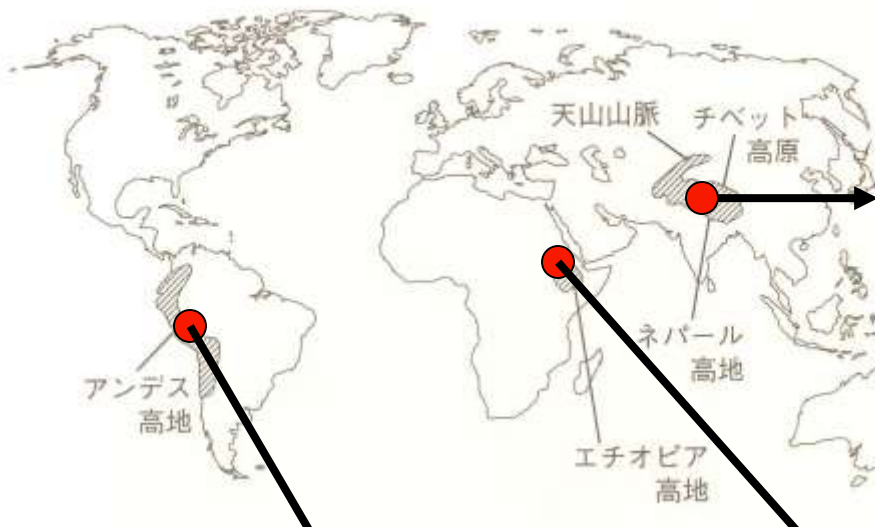 天山山脈
チベット
高原
ネパール
高地
アンデス
高地
エチオピア
高地